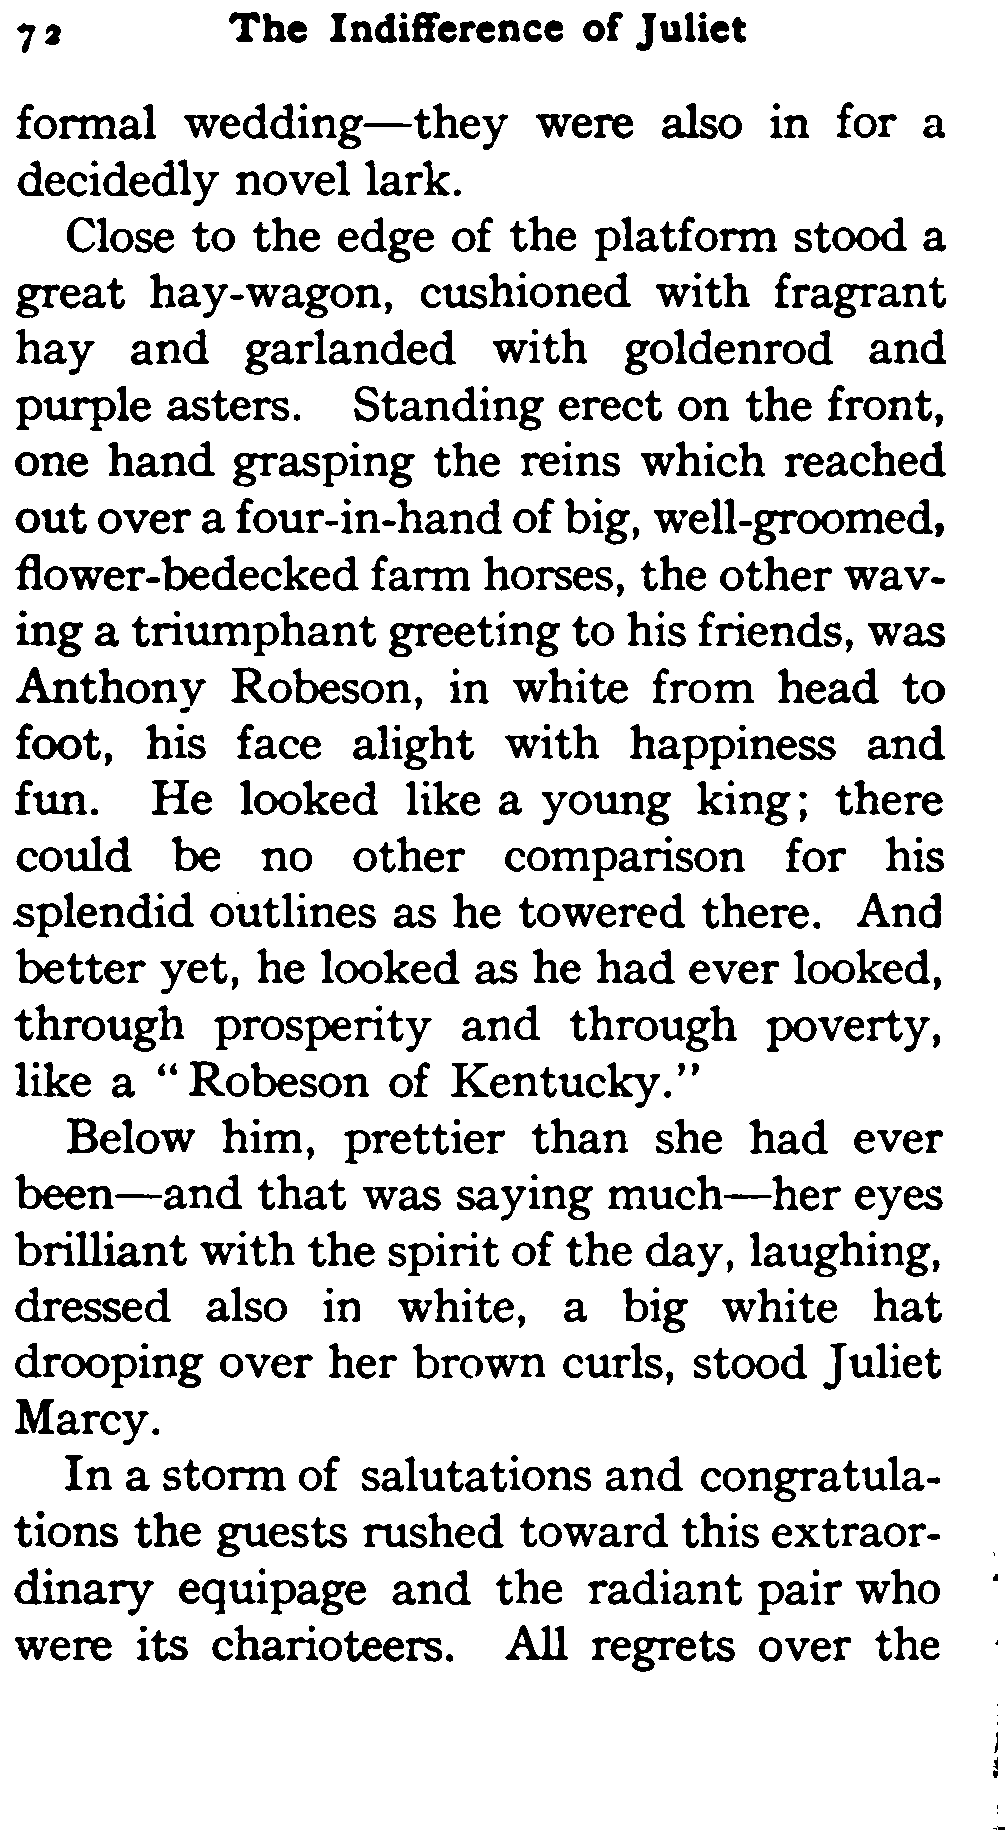 72 The Indifference of Juliet
formal wedding—they were also in for a
decidedly novel lark.
Close to the edge of the platform stood a
great hay-wagon, cushioned with fragrant
hay and garlanded with goldenrod and
purple asters. Standing erect on the front,
one hand grasping the reins which reached
out over a four-in-hand of big, well-groomed,
flower-bedecked farm horses, the other wav-
ing a triumphant greeting to his friends, was
Anthony Robeson, in white from head to
foot, his face alight with happiness and
fun. He looked like a young king; there
could be no other comparison for his
splendid outlines as he towered there. And
better yet, he looked as he had ever looked,
through prosperity and through poverty,
like a "Robeson of Kentucky."
Below him, prettier than she had ever
been—and that was saying much—her eyes
brilliant with the spirit of the day, laughing,
dressed also in white, a big white hat
drooping over her brown curls, stood Juliet
Marcy.
In a storm of salutations and congratula-
tions the guests rushed toward this extraor-
dinary equipage and the radiant pair who
were its charioteers. All regrets over the